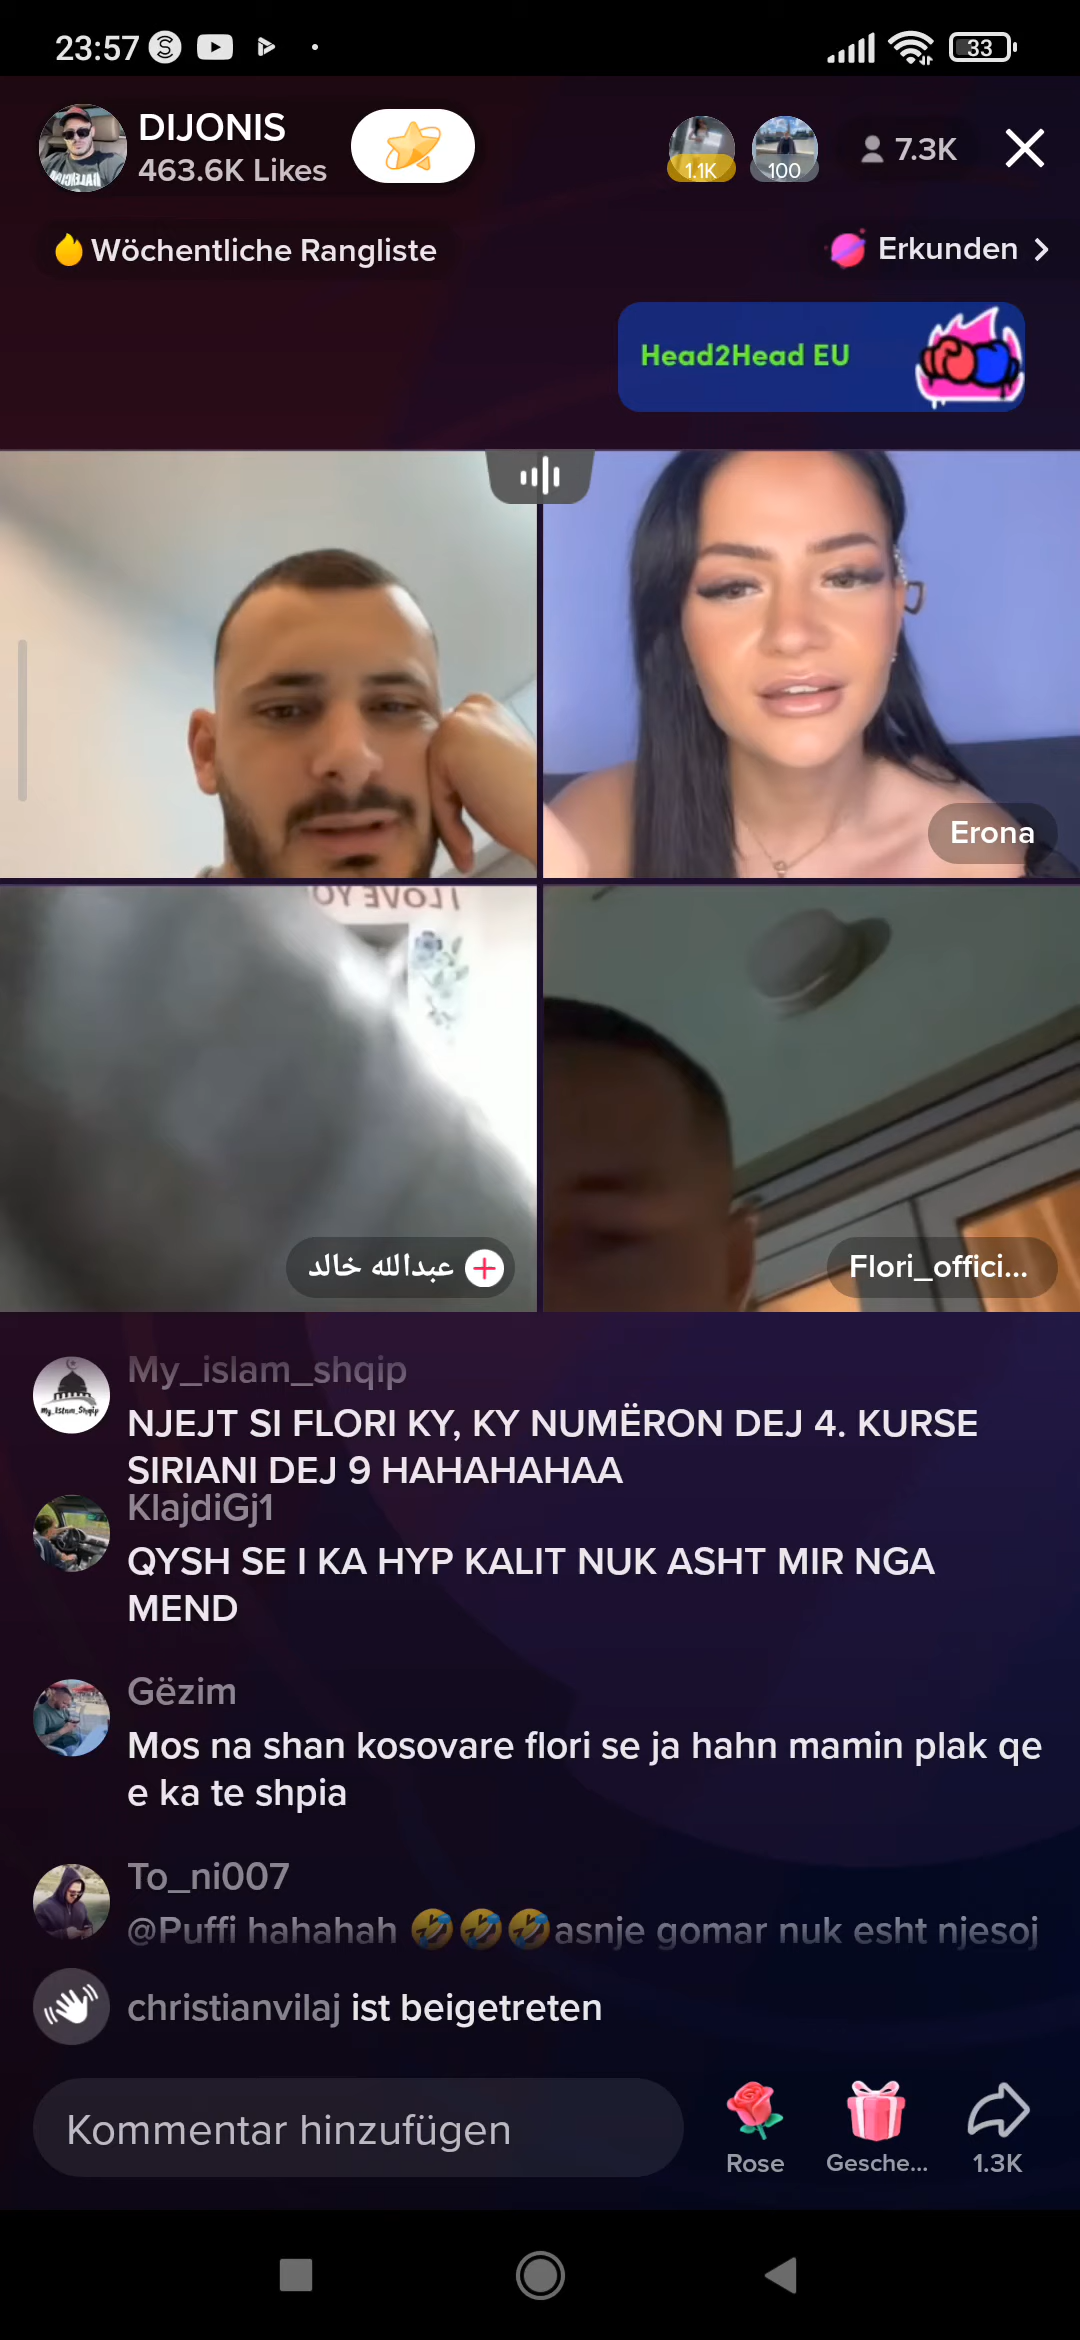 23:57
33
DIJONIS
463.6K Likes
1.1K
100
7.3K
Wöchentliche Rangliste
Erkunden
Head2Head EU
Erona
I LOVE YO
عبدالله خالد
Flori_offici...
My_islam_shqip
My_Islam_Shqip
NJEJT SI FLORI KY, KY NUMËRON DEJ 4. KURSE
SIRIANI DEJ 9 HAHAHAHAA
KlajdiGj1
QYSH SE I KA HYP KALIT NUK ASHT MIR NGA
MEND
Gëzim
Mos na shan kosovare flori se ja hahn mamin plak qe
e ka te shpia
To_ni007
@Puffi hahahah 🤣🤣🤣asnje gomar nuk esht njesoj
christianvilaj ist beigetreten
Kommentar hinzufügen
Rose
Gesche...
1.3K